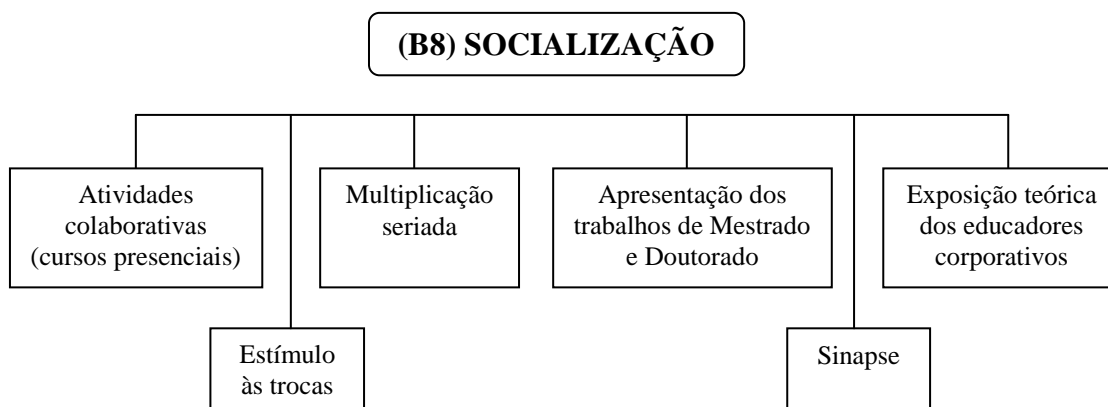 (B8) SOCIALIZAÇÃO
Atividades
colaborativas
(cursos presenciais)
Multiplicação
seriada
Apresentação dos
trabalhos de Mestrado
e Doutorado
Exposição teórica
dos educadores
corporativos
Estímulo
às trocas
Sinapse